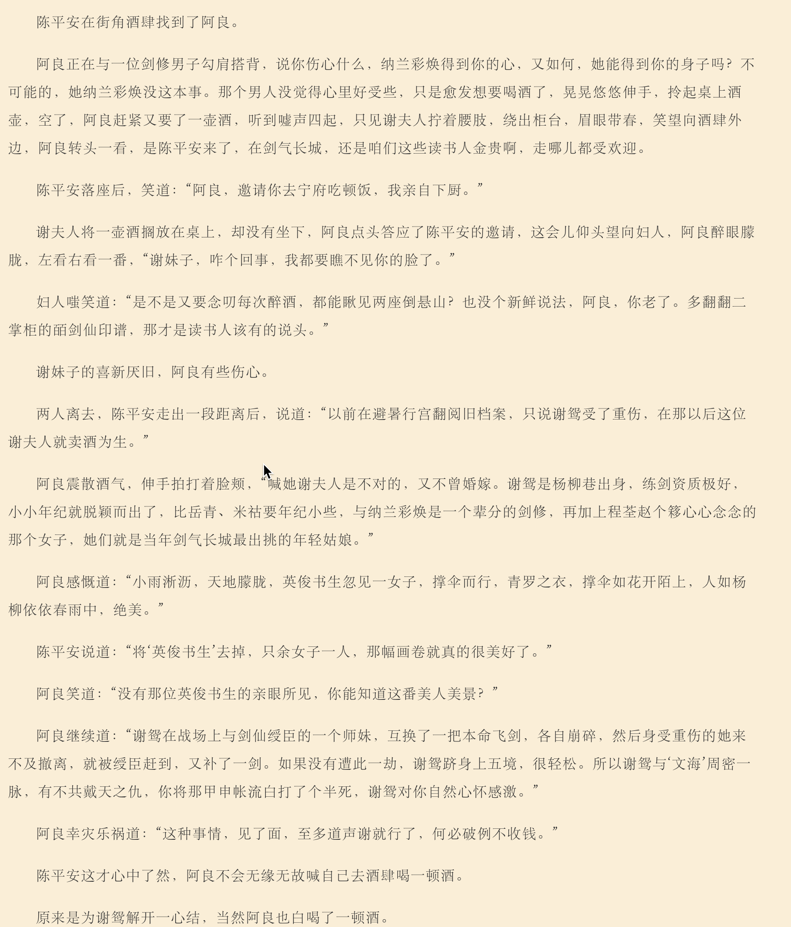 陈平安在街角酒肆找到了阿良。
阿良正在与一位剑修男子勾肩搭背，说你伤心什么，纳兰彩焕得到你的心，又如何，她能得到你的身子吗？不
可能的，她纳兰彩焕没这本事。那个男人没觉得心里好受些，只是愈发想要喝酒了，晃晃悠悠伸手，拎起桌上酒
壶，空了，阿良赶紧又要了一壶酒，听到嘘声四起，只见谢夫人拧着腰肢，绕出柜台，眉眼带春，笑望向酒肆外
边，阿良转头一看，是陈平安来了，在剑气长城，还是咱们这些读书人金贵啊，走哪儿都受欢迎。
陈平安落座后，笑道：“阿良，邀请你去宁府吃顿饭，我亲自下厨。”
谢夫人将一壶酒搁放在桌上，却没有坐下，阿良点头答应了陈平安的邀请，这会儿仰头望向妇人，阿良醉眼朦
胧，左看右看一番，“谢妹子，咋个回事，我都要瞧不见你的脸了。”
妇人嗤笑道：“是不是又要念叨每次醉酒，都能瞅见两座倒悬山？也没个新鲜说法，阿良，你老了。多翻翻二
掌柜的皕剑仙印谱，那才是读书人该有的说头。”
谢妹子的喜新厌旧，阿良有些伤心。
两人离去，陈平安走出一段距离后，说道：“以前在避暑行宫翻阅旧档案，只说谢鸳受了重伤，在那以后这位
谢夫人就卖酒为生。”
阿良震散酒气，伸手拍打着脸颊，“喊她谢夫人是不对的，又不曾婚嫁。谢鸳是杨柳巷出身，练剑资质极好，
小小年纪就脱颖而出了，比岳青、米祜要年纪小些，与纳兰彩焕是一个辈分的剑修，再加上程荃赵个簃心心念念的
那个女子，她们就是当年剑气长城最出挑的年轻姑娘。”
阿良感慨道：“小雨淅沥，天地朦胧，英俊书生忽见一女子，撑伞而行，青罗之衣，撑伞如花开陌上，人如杨
柳依依春雨中，绝美。”
陈平安说道：“将‘英俊书生’去掉，只余女子一人，那幅画卷就真的很美好了。”
阿良笑道：“没有那位英俊书生的亲眼所见，你能知道这番美人美景？”
阿良继续道：“谢鸳在战场上与剑仙绶臣的一个师妹，互换了一把本命飞剑，各自崩碎，然后身受重伤的她来
不及撤离，就被绶臣赶到，又补了一剑。如果没有遭此一劫，谢鸳跻身上五境，很轻松。所以谢鸳与‘文海’周密一
脉，有不共戴天之仇，你将那甲申帐流白打了个半死，谢鸳对你自然心怀感激。”
阿良幸灾乐祸道：“这种事情，见了面，至多道声谢就行了，何必破例不收钱。”
陈平安这才心中了然，阿良不会无缘无故喊自己去酒肆喝一顿酒。
原来是为谢鸳解开一心结，当然阿良也白喝了一顿酒。